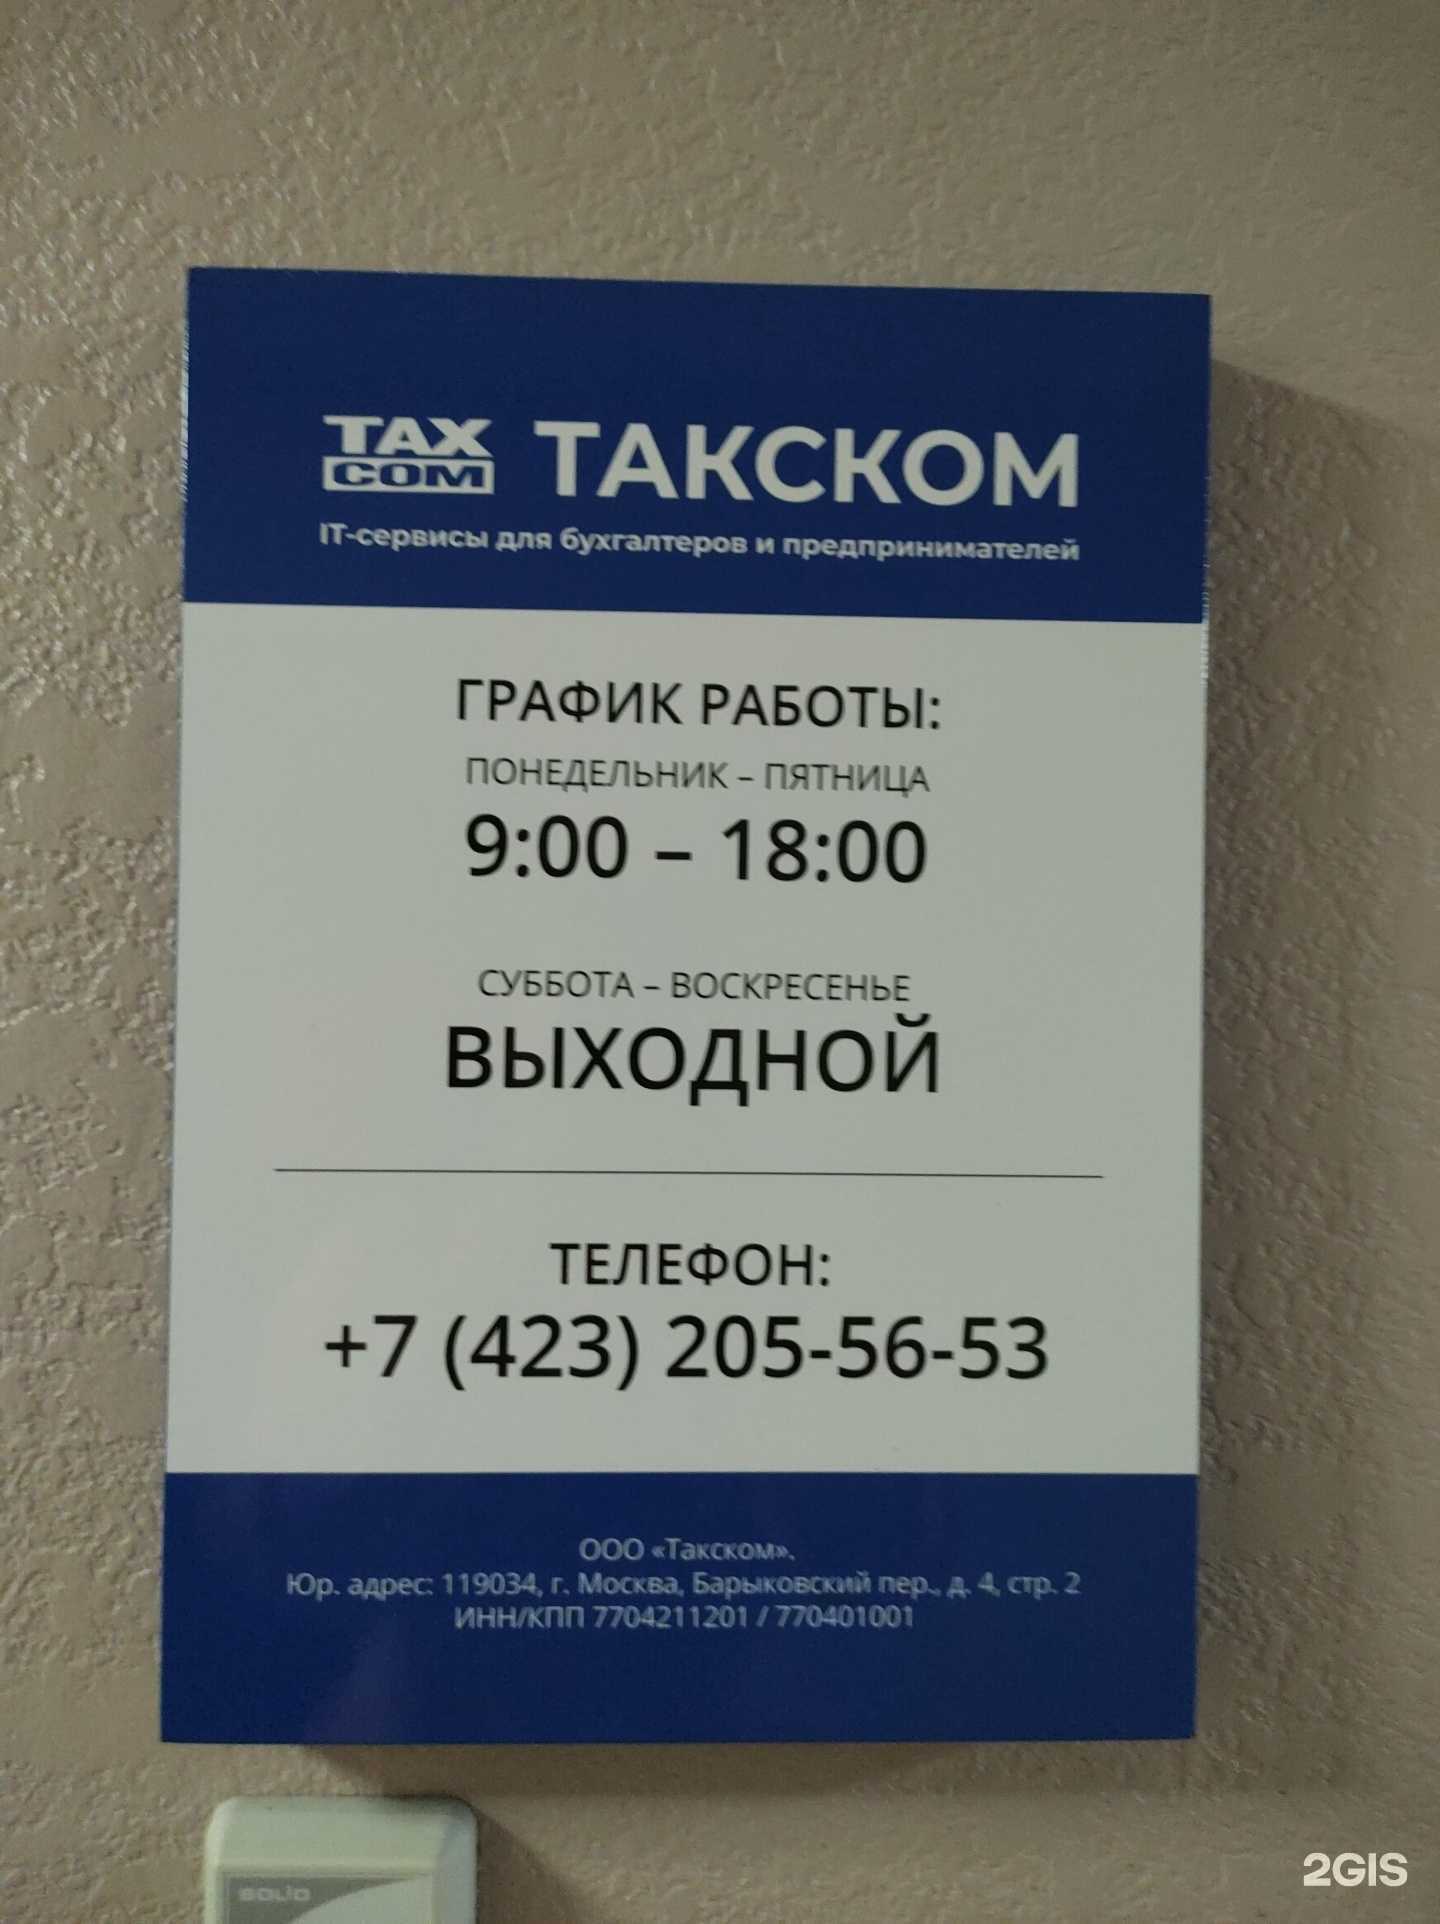 TAX COM ТАКСКОМ
IT-сервисы для бухгалтеров и предпринимателей
ГРАФИК РАБОТЫ:
ПОНЕДЕЛЬНИК – ПЯТНИЦА
9:00 – 18:00
СУББОТА – ВОСКРЕСЕНЬЕ
ВЫХОДНОЙ
ТЕЛЕФОН:
+7 (423) 205-56-53
ООО «Такском».
Юр. адрес: 119034, г. Москва, Барыковский пер., д. 4, стр. 2
ИНН/КПП 7704211201 / 770401001
SOLID
2GIS